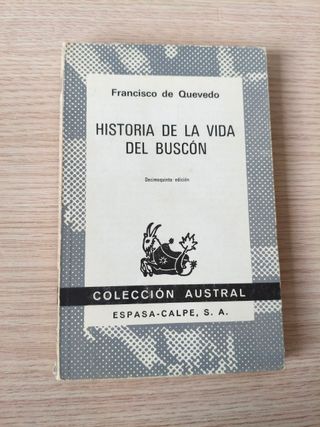 Francisco de Quevedo
HISTORIA DE LA VIDA
DEL BUSCÓN
Decimoquinta edición
COLECCIÓN AUSTRAL
ESPASA-CALPE, S. A.